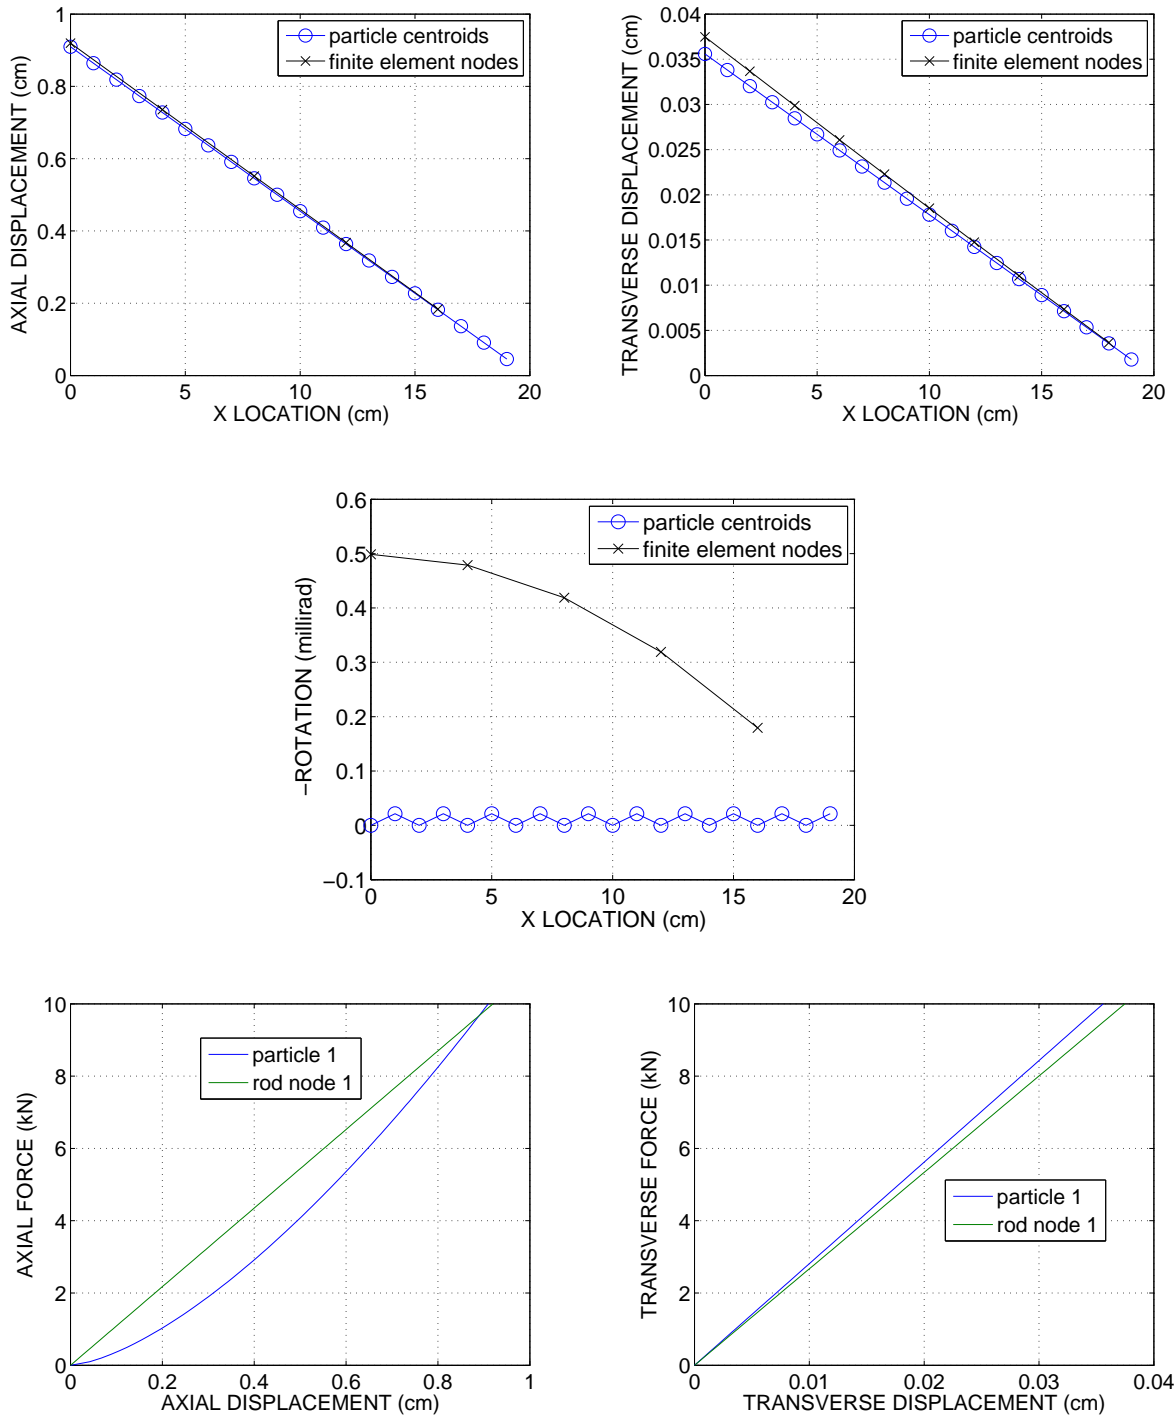 1
0.8
0.6
0.4
0.2
0
AXIAL DISPLACEMENT (cm)
particle centroids
finite element nodes
0 5 10 15 20
X LOCATION (cm)
0.04
0.035
0.03
0.025
0.02
0.015
0.01
0.005
0
TRANSVERSE DISPLACEMENT (cm)
particle centroids
finite element nodes
0 5 10 15 20
X LOCATION (cm)
0.6
0.5
0.4
0.3
0.2
0.1
0
−0.1
−ROTATION (millirad)
particle centroids
finite element nodes
0 5 10 15 20
X LOCATION (cm)
10
8
6
4
2
0
AXIAL FORCE (kN)
particle 1
rod node 1
0 0.2 0.4 0.6 0.8 1
AXIAL DISPLACEMENT (cm)
10
8
6
4
2
0
TRANSVERSE FORCE (kN)
particle 1
rod node 1
0 0.01 0.02 0.03 0.04
TRANSVERSE DISPLACEMENT (cm)